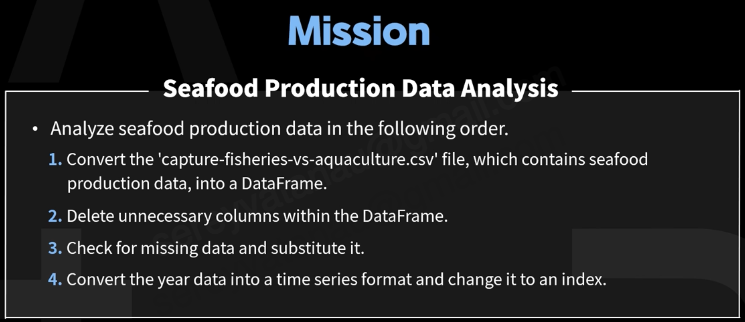 Mission
Seafood Production Data Analysis
• Analyze seafood production data in the following order.
1. Convert the 'capture-fisheries-vs-aquaculture.csv' file, which contains seafood
production data, into a DataFrame.
2. Delete unnecessary columns within the DataFrame.
3. Check for missing data and substitute it.
4. Convert the year data into a time series format and change it to an index.